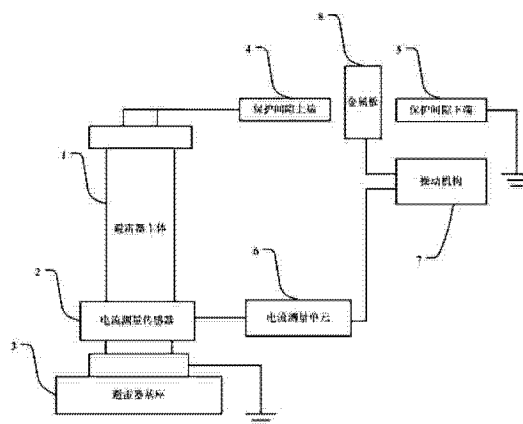 4
8
5
保护间隙上端
金属板
保护间隙下端
1
避雷器主体
操动机构
7
2
电流测量传感器
6
电流测量单元
3
避雷器基座